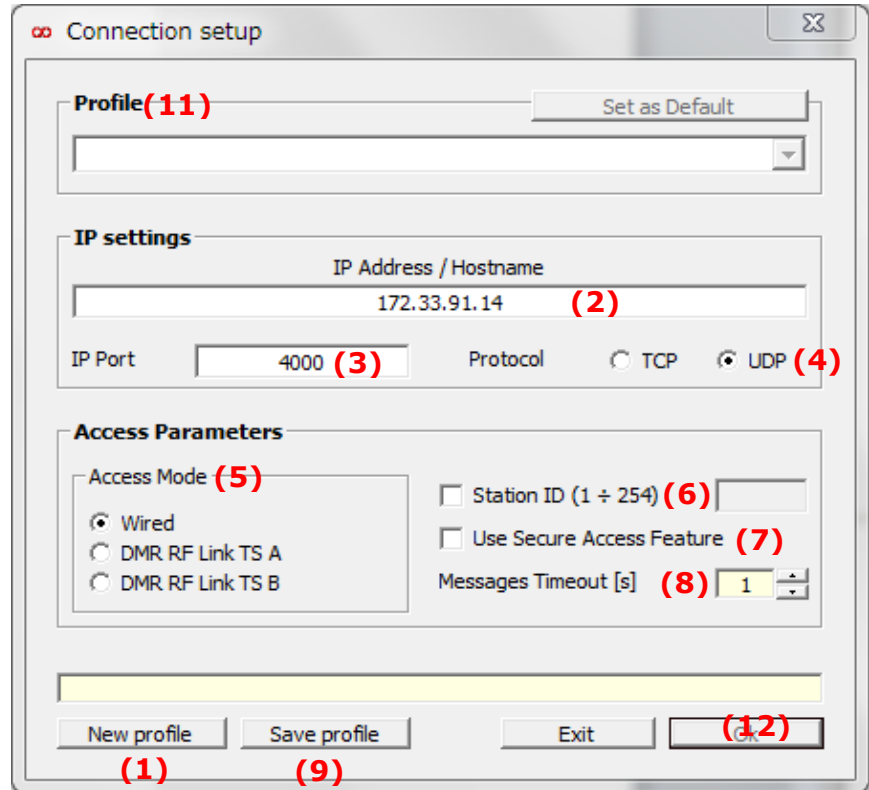 Connection setup
Profile(11) Set as Default
IP settings
IP Address / Hostname
172.33.91.14 (2)
IP Port 4000 (3) Protocol TCP UDP (4)
Access Parameters
Access Mode (5)
Station ID (1 ÷ 254) (6)
Wired
Use Secure Access Feature (7)
DMR RF Link TS A
DMR RF Link TS B Messages Timeout [s] (8) 1
New profile Save profile Exit (12)
(1) (9)